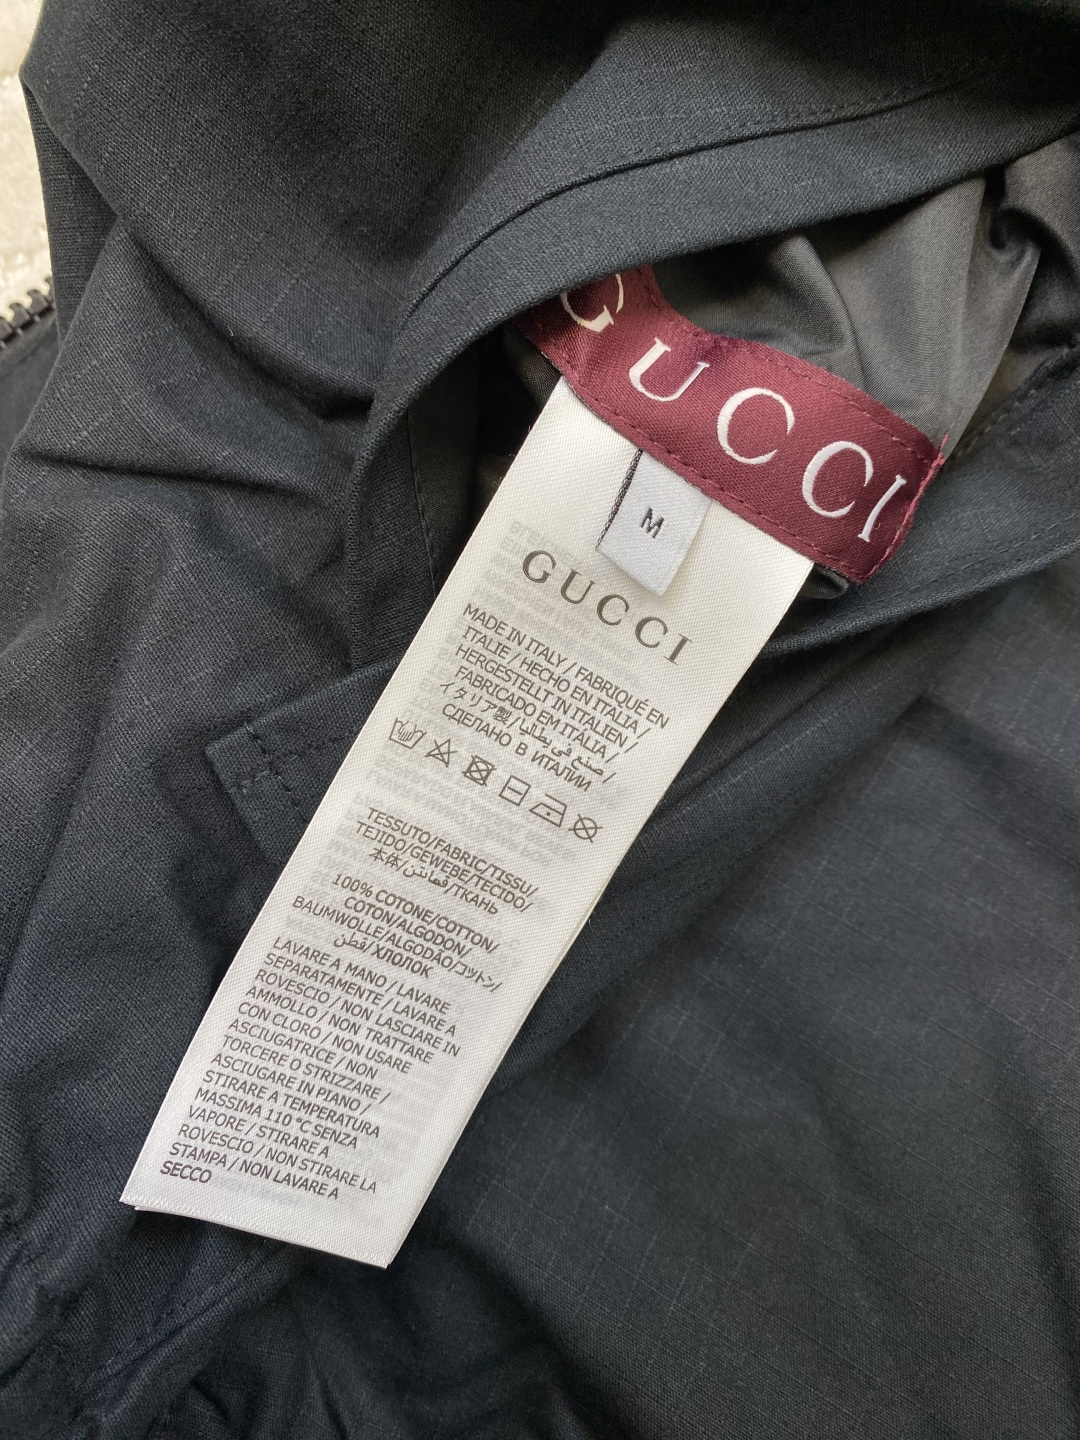 GUCCI
M
GUCCI
MADE IN ITALY / FABRIQUÉ EN
ITALIE / HECHO EN ITALIA /
HERGESTELLT IN ITALIEN /
FABRICADO EM ITÁLIA /
イタリア製 / صنع في إيطاليا /
СДЕЛАНО В ИТАЛИИ
TESSUTO/FABRIC/TISSU/
TEJIDO/GEWEBE/TECIDO/
本体/قماش/ТКАНЬ
100% COTONE/COTTON/
COTON/ALGODON/
BAUMWOLLE/ALGODÃO/コットン/
قطن/ХЛОПОК
LAVARE A MANO / LAVARE
SEPARATAMENTE / LAVARE A
ROVESCIO / NON LASCIARE IN
AMMOLLO / NON TRATTARE
CON CLORO / NON USARE
ASCIUGATRICE / NON
TORCERE O STRIZZARE /
ASCIUGARE IN PIANO /
STIRARE A TEMPERATURA
MASSIMA 110 °C SENZA
VAPORE / STIRARE A
ROVESCIO / NON STIRARE LA
STAMPA / NON LAVARE A
SECCO